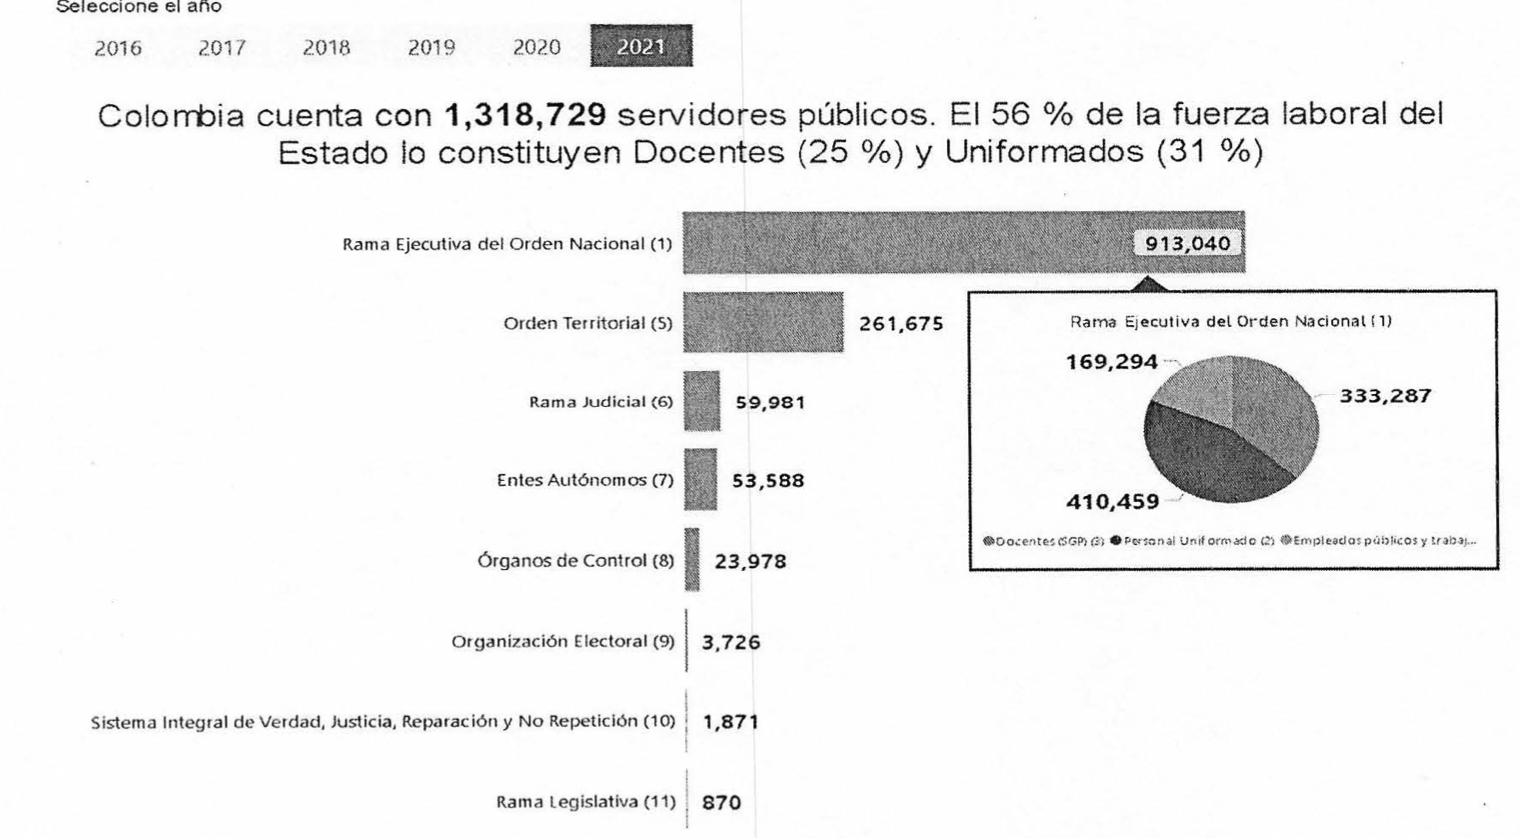 Seleccione el año
2016 2017 2018 2019 2020 2021
Colombia cuenta con 1,318,729 servidores públicos. El 56 % de la fuerza laboral del
Estado lo constituyen Docentes (25 %) y Uniformados (31 %)
Rama Ejecutiva del Orden Nacional (1) 913,040
Orden Territorial (5) 261,675
Rama Ejecutiva del Orden Nacional (1)
169,294
333,287
410,459
Docentes (SGP) (3) Personal Uniformado (2) Empleados públicos y trabaj...
Rama Judicial (6) 59,981
Entes Autónomos (7) 53,588
Órganos de Control (8) 23,978
Organización Electoral (9) 3,726
Sistema Integral de Verdad, Justicia, Reparación y No Repetición (10) 1,871
Rama Legislativa (11) 870